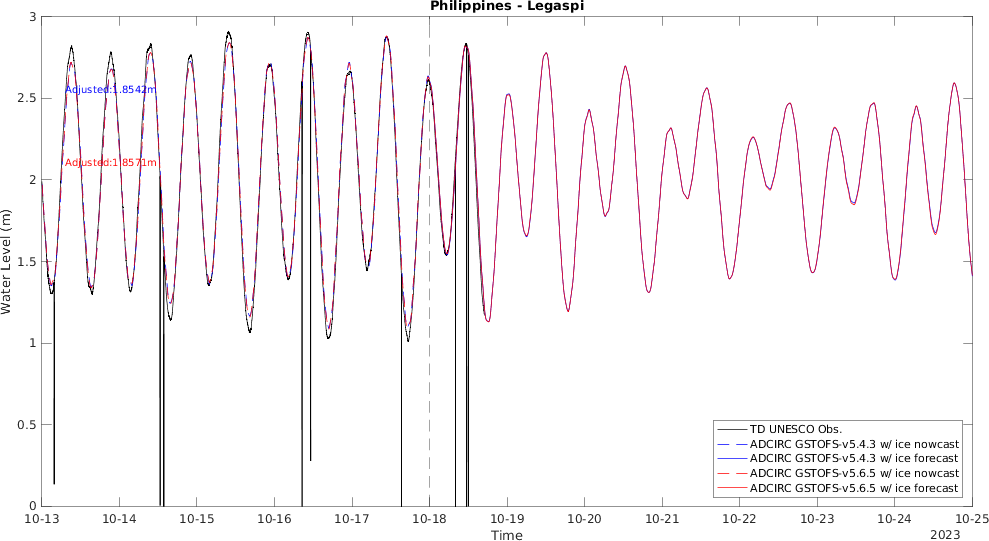 Philippines - Legaspi
3
2.5
2
1.5
1
0.5
0
Water Level (m)
Adjusted:1.8542m
Adjusted:1.8571m
TD UNESCO Obs.
ADCIRC GSTOFS-v5.4.3 w/ ice nowcast
ADCIRC GSTOFS-v5.4.3 w/ ice forecast
ADCIRC GSTOFS-v5.6.5 w/ ice nowcast
ADCIRC GSTOFS-v5.6.5 w/ ice forecast
10-13 10-14 10-15 10-16 10-17 10-18 10-19 10-20 10-21 10-22 10-23 10-24 10-25
Time
2023